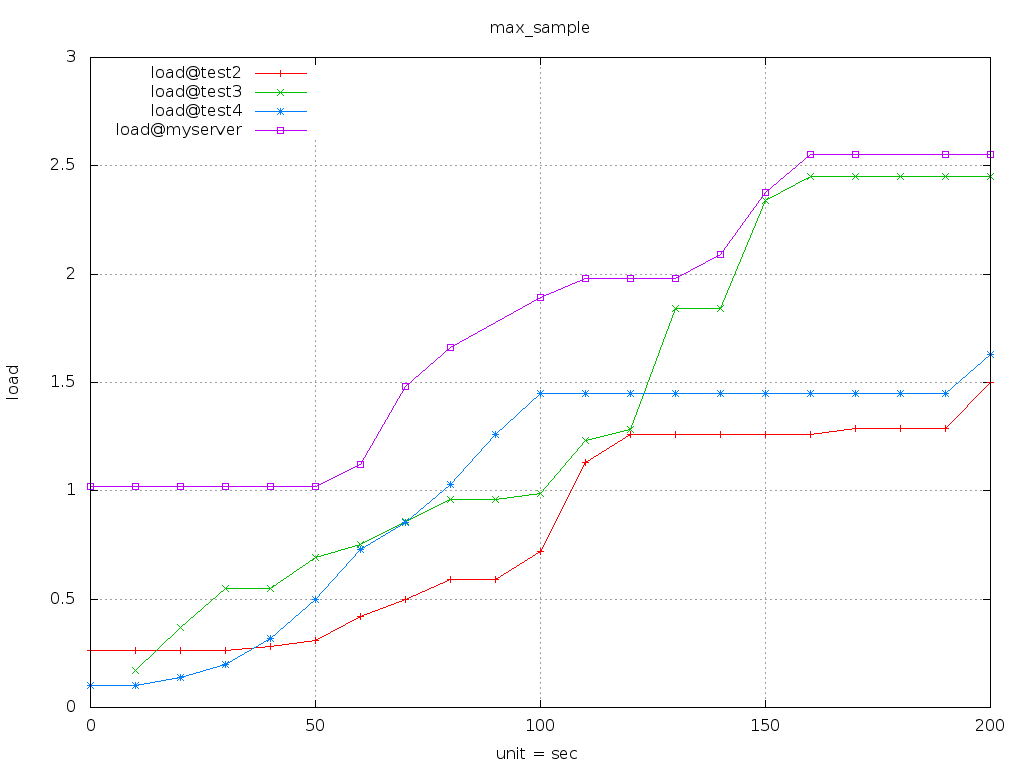 max_sample
load@test2
load@test3
load@test4
load@myserver
3
2.5
2
1.5
1
0.5
0
load
0 50 100 150 200
unit = sec